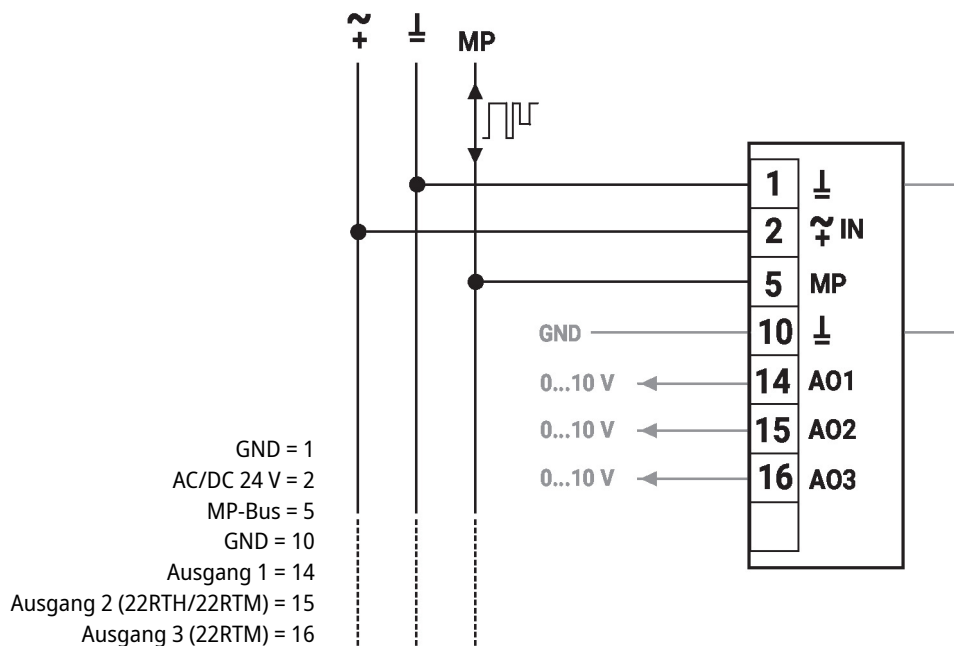 ~
+ ⊥ MP
1 ⊥
2 ~
+ IN
5 MP
GND 10 ⊥
0...10 V 14 AO1
0...10 V 15 AO2
0...10 V 16 AO3
GND = 1
AC/DC 24 V = 2
MP-Bus = 5
GND = 10
Ausgang 1 = 14
Ausgang 2 (22RTH/22RTM) = 15
Ausgang 3 (22RTM) = 16